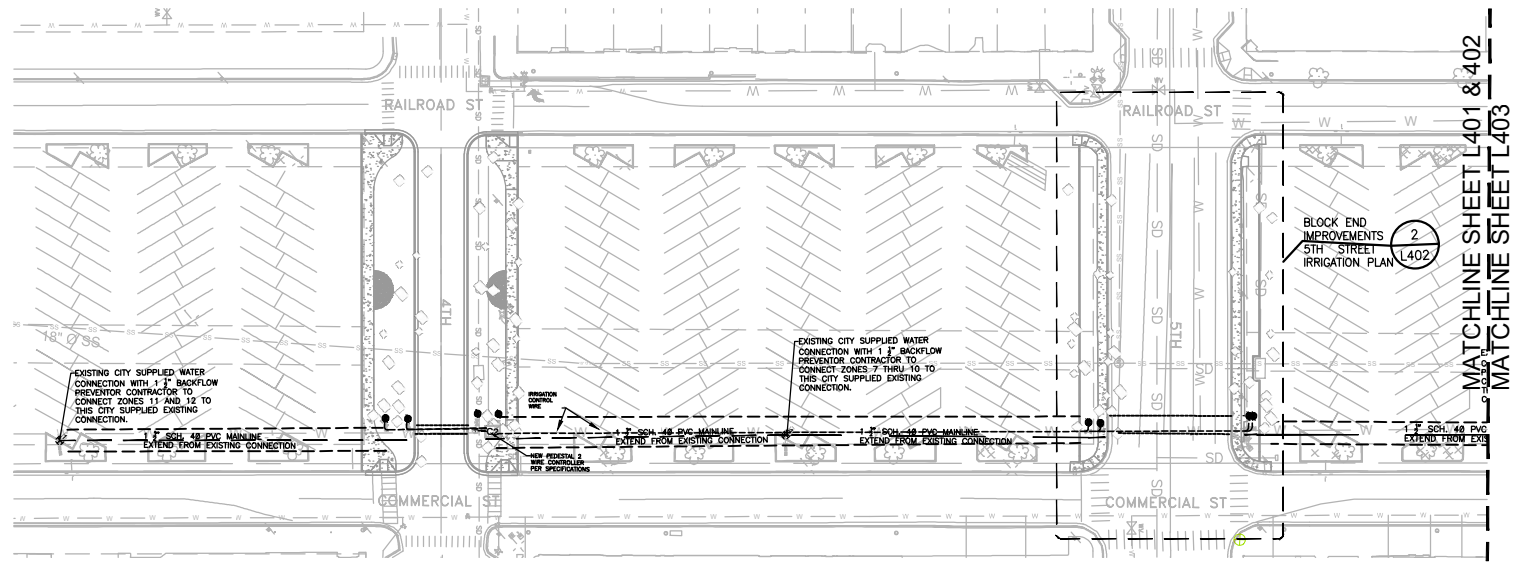 RAILROAD ST
RAILROAD ST
MATCHLINE SHEET L401 & 402
MATCHLINE SHEET L403
BLOCK END
IMPROVEMENTS
5TH STREET
IRRIGATION PLAN
2
L402
4TH
5TH
18" Ø SS
EXISTING CITY SUPPLIED WATER
CONNECTION WITH 1 ½" BACKFLOW
PREVENTOR CONTRACTOR TO
CONNECT ZONES 7 THRU 10 TO
THIS CITY SUPPLIED EXISTING
CONNECTION.
EXISTING CITY SUPPLIED WATER
CONNECTION WITH 1 ½" BACKFLOW
PREVENTOR CONTRACTOR TO
CONNECT ZONES 11 AND 12 TO
THIS CITY SUPPLIED EXISTING
CONNECTION.
IRRIGATION
CONTROL
WIRE
1 ½" SCH. 40 PVC MAINLINE
EXTEND FROM EXISTING CONNECTION
1 ½" SCH. 40 PVC MAINLINE
EXTEND FROM EXISTING CONNECTION
1 ½" SCH. 40 PVC MAINLINE
EXTEND FROM EXISTING CONNECTION
1 ½" SCH. 40 PVC
EXTEND FROM EXIS
NEW PEDESTAL 2
WIRE CONTROLLER
PER SPECIFICATIONS
COMMERCIAL ST
COMMERCIAL ST